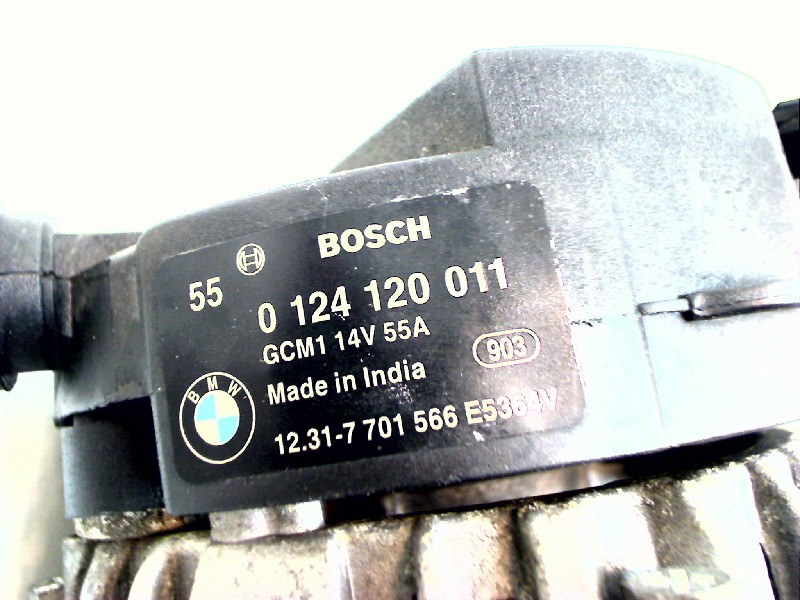 BOSCH
55
0 124 120 011
GCM1 14V 55A
903
Made in India
BMW
12.31-7 701 566